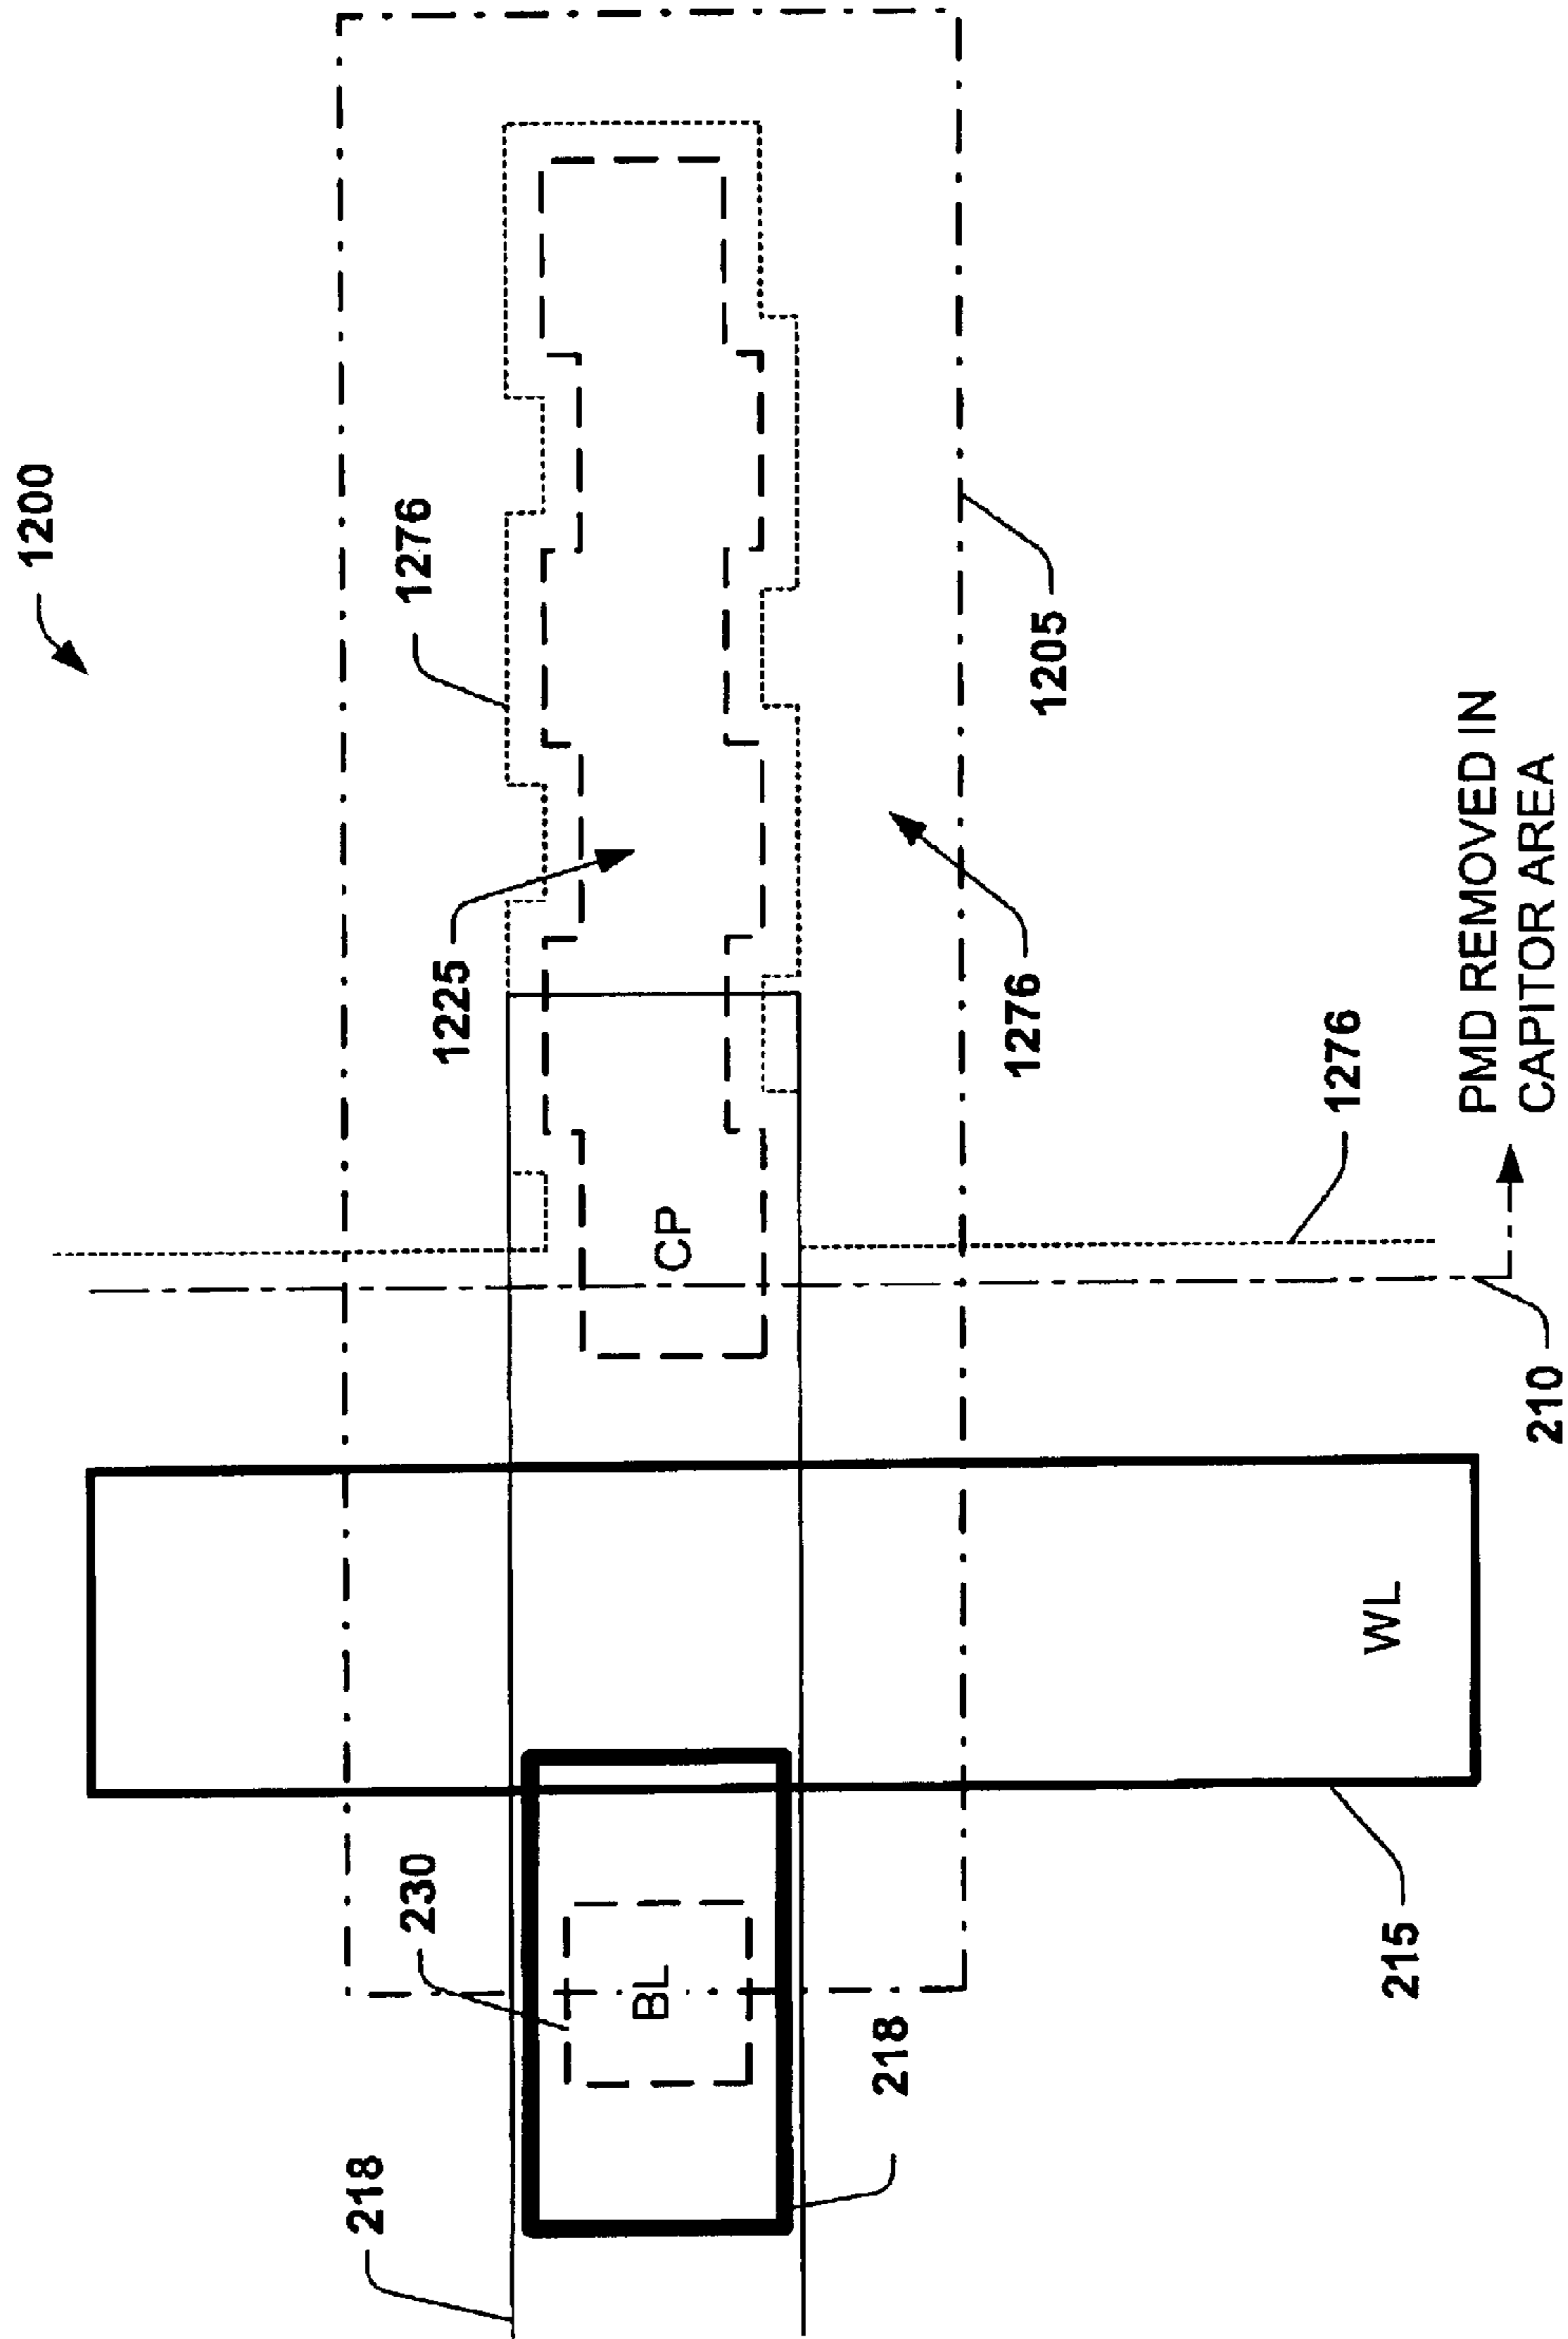 1200
1276
1225
1276
1205
CP
1276
PMD REMOVED IN
CAPITOR AREA
210
230
BL
WL
218
218
215